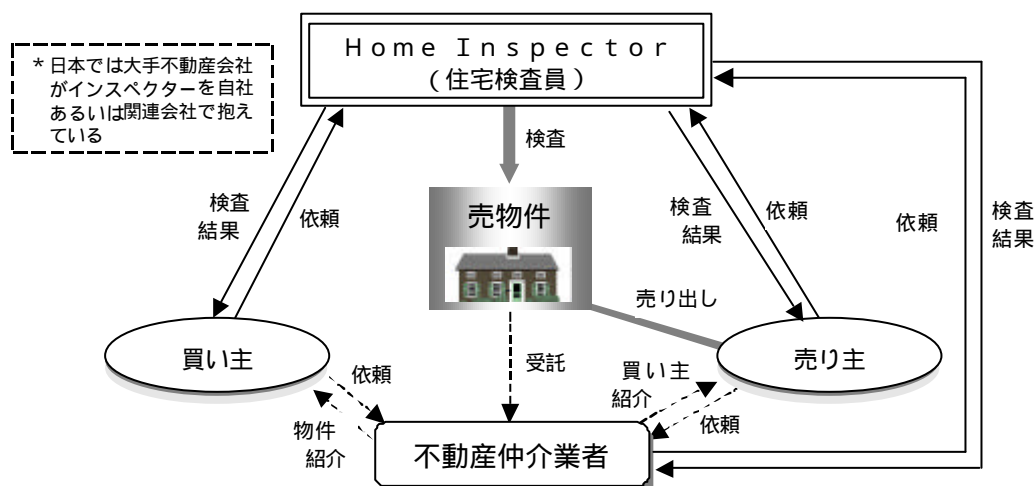 Ｈｏｍｅ Ｉｎｓｐｅｃｔｏｒ
（住宅検査員）
*日本では大手不動産会社
がインスペクターを自社
あるいは関連会社で抱え
ている
検査
検査
結果
依頼
売物件
検査
結果
依頼
依頼
検査
結果
売り出し
買い主
売り主
依頼
受託
買い主
紹介
物件
紹介
依頼
不動産仲介業者